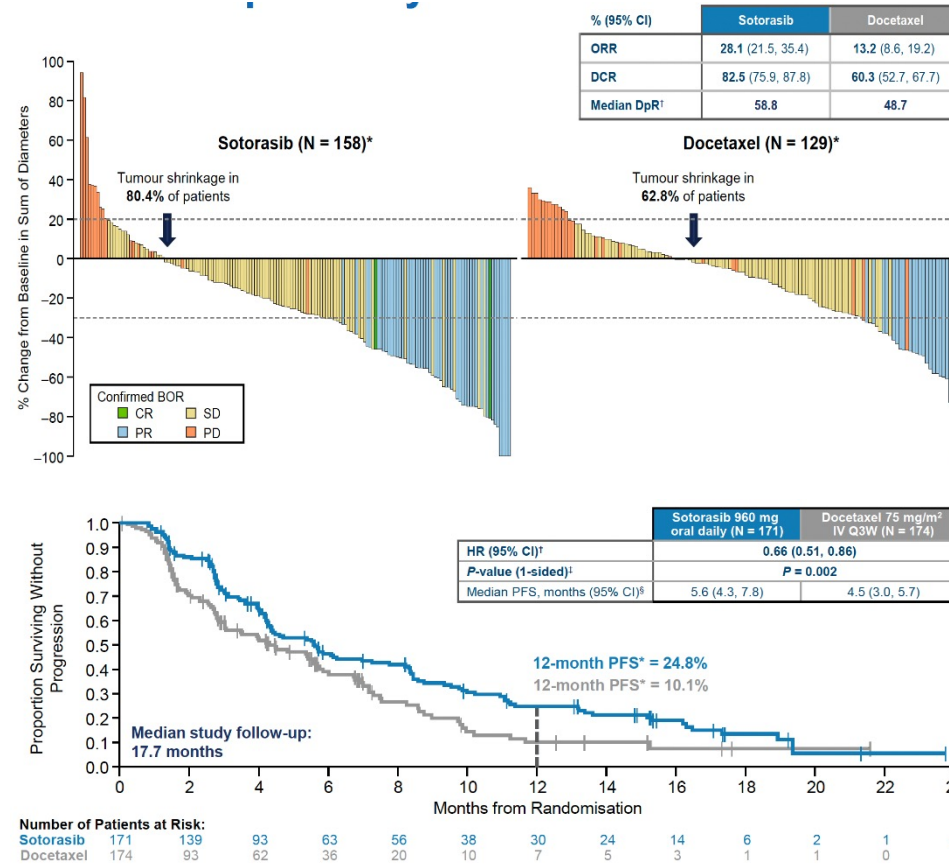 % (95% CI) Sotorasib Docetaxel
ORR 28.1 (21.5, 35.4) 13.2 (8.6, 19.2)
DCR 82.5 (75.9, 87.8) 60.3 (52.7, 67.7)
Median DpR† 58.8 48.7
% Change from Baseline in Sum of Diameters
100
80
60
40
20
0
−20
−40
−60
−80
−100
Sotorasib (N = 158)*
Tumour shrinkage in
80.4% of patients
Docetaxel (N = 129)*
Tumour shrinkage in
62.8% of patients
Confirmed BOR
CR SD
PR PD
Sotorasib 960 mg
oral daily (N = 171)
Docetaxel 75 mg/m²
IV Q3W (N = 174)
HR (95% CI)† 0.66 (0.51, 0.86)
P-value (1-sided)‡ P = 0.002
Median PFS, months (95% CI)§ 5.6 (4.3, 7.8) 4.5 (3.0, 5.7)
Proportion Surviving Without
Progression
1.0
0.9
0.8
0.7
0.6
0.5
0.4
0.3
0.2
0.1
0.0
12-month PFS* = 24.8%
12-month PFS* = 10.1%
Median study follow-up:
17.7 months
0 2 4 6 8 10 12 14 16 18 20 22
Months from Randomisation
Number of Patients at Risk:
Sotorasib 171 139 93 63 56 38 30 24 14 6 2 1
Docetaxel 174 93 62 36 20 10 7 5 3 1 1 0